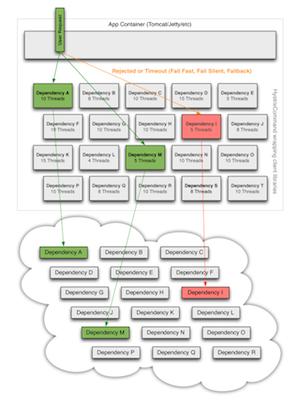 User Request
App Container (Tomcat/Jetty/etc)
Rejected or Timeout (Fail Fast, Fail Silent, Fallback)
HystrixCommand wrapping client libraries
Dependency A
10 Threads
Dependency B
8 Threads
Dependency C
10 Threads
Dependency D
15 Threads
Dependency E
5 Threads
Dependency F
10 Threads
Dependency G
10 Threads
Dependency H
10 Threads
Dependency I
5 Threads
Dependency J
8 Threads
Dependency K
15 Threads
Dependency L
4 Threads
Dependency M
5 Threads
Dependency N
10 Threads
Dependency O
10 Threads
Dependency P
10 Threads
Dependency Q
8 Threads
Dependency R
10 Threads
Dependency S
8 Threads
Dependency T
10 Threads
Dependency A
Dependency B
Dependency C
Dependency D
Dependency E
Dependency F
Dependency G
Dependency H
Dependency I
Dependency J
Dependency K
Dependency L
Dependency M
Dependency N
Dependency O
Dependency P
Dependency Q
Dependency R